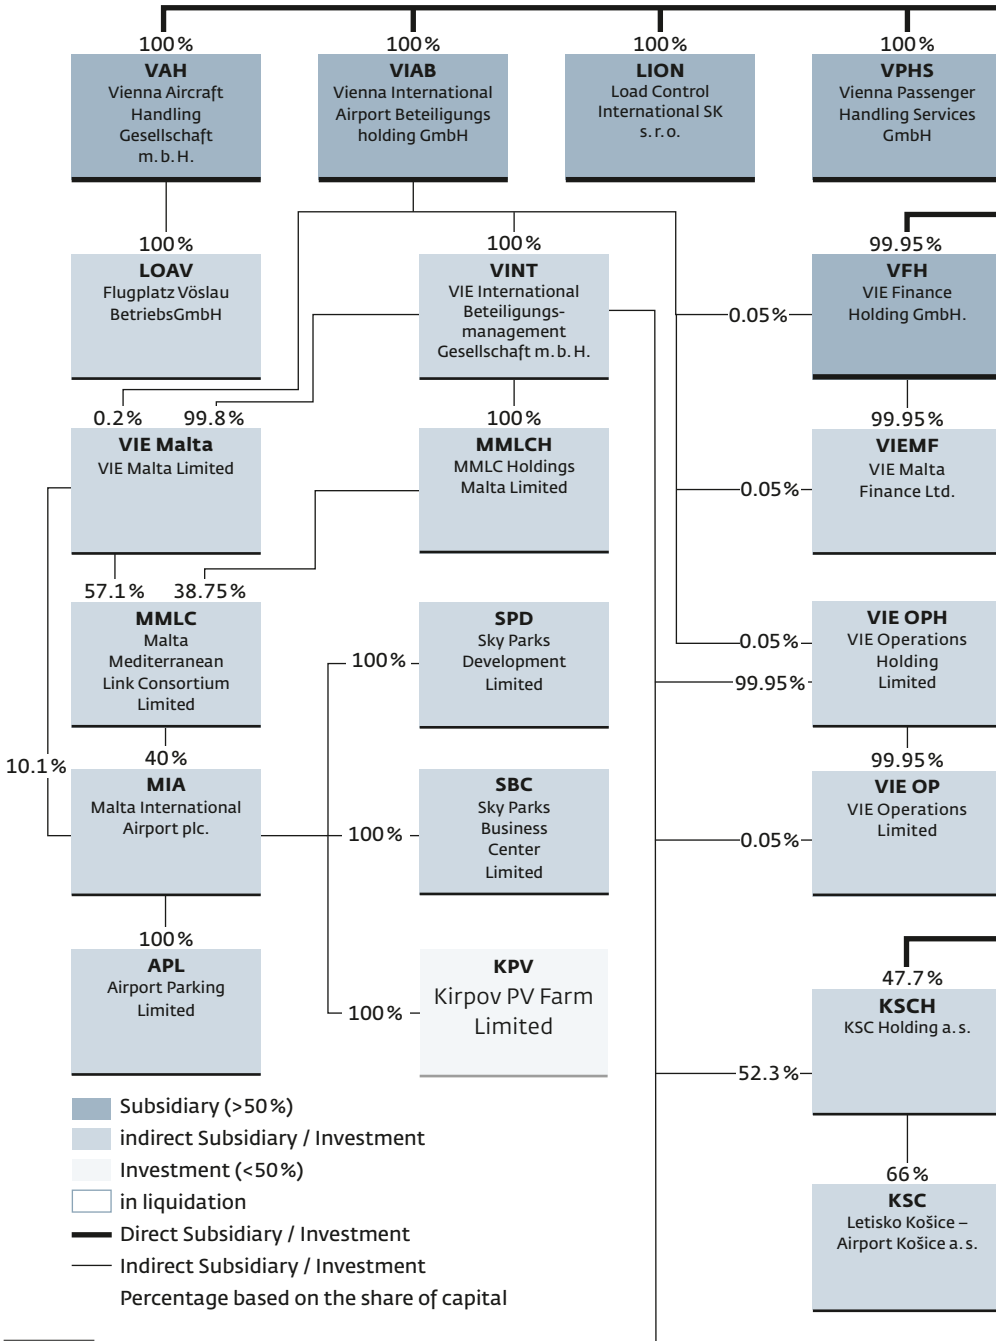 100 %
100 %
100 %
100 %
VAH
Vienna Aircraft
Handling
Gesellschaft
m. b. H.
VIAB
Vienna International
Airport Beteiligungs
holding GmbH
LION
Load Control
International SK
s. r. o.
VPHS
Vienna Passenger
Handling Services
GmbH
100 %
LOAV
Flugplatz Vöslau
BetriebsGmbH
100 %
VINT
VIE International
Beteiligungs-
management
Gesellschaft m. b. H.
99.95 %
VFH
VIE Finance
Holding GmbH.
0.05 %
0.2 %
99.8 %
VIE Malta
VIE Malta Limited
100 %
MMLCH
MMLC Holdings
Malta Limited
99.95 %
VIEMF
VIE Malta
Finance Ltd.
0.05 %
57.1 %
38.75 %
MMLC
Malta
Mediterranean
Link Consortium
Limited
100 %
SPD
Sky Parks
Development
Limited
0.05 %
99.95 %
VIE OPH
VIE Operations
Holding
Limited
10.1 %
40 %
MIA
Malta International
Airport plc.
100 %
SBC
Sky Parks
Business
Center
Limited
99.95 %
VIE OP
VIE Operations
Limited
0.05 %
100 %
APL
Airport Parking
Limited
100 %
KPV
Kirpov PV Farm
Limited
47.7 %
KSCH
KSC Holding a. s.
52.3 %
66 %
KSC
Letisko Košice –
Airport Košice a. s.
Subsidiary (>50 %)
indirect Subsidiary / Investment
Investment (<50 %)
in liquidation
Direct Subsidiary / Investment
Indirect Subsidiary / Investment
Percentage based on the share of capital